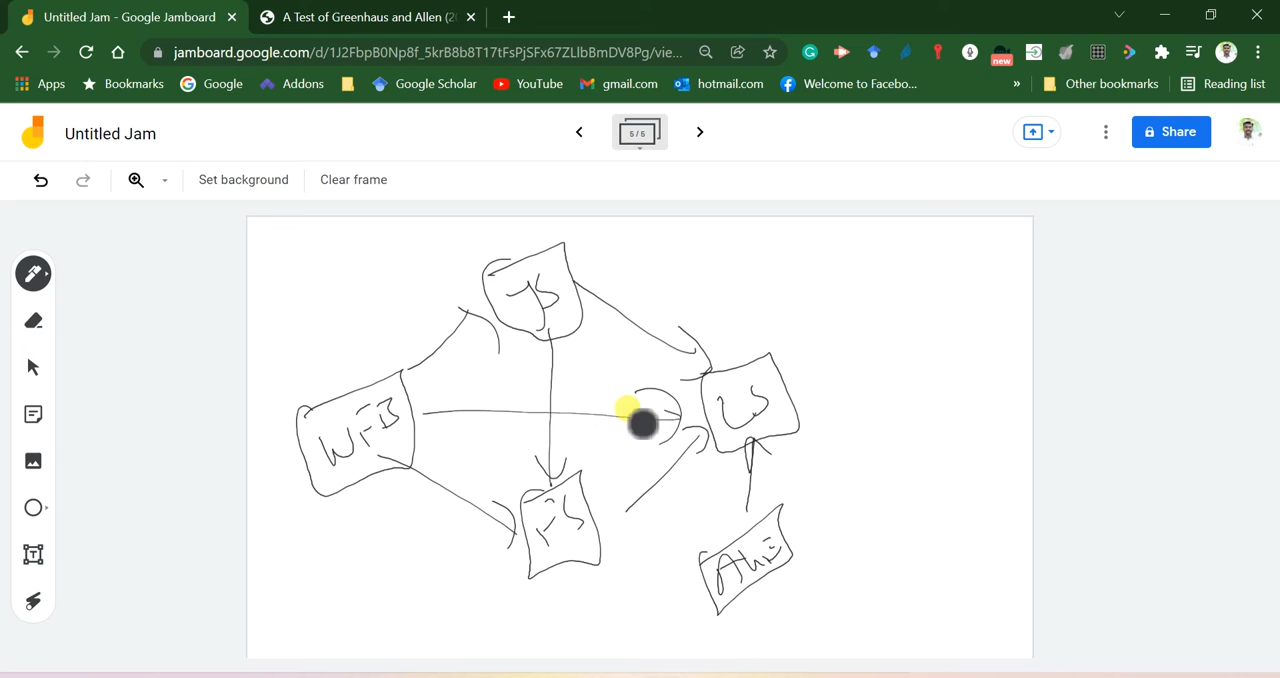 Untitled Jam - Google Jamboard
A Test of Greenhaus and Allen (2
jamboard.google.com/d/1J2FbpB0Np8f_5krB8b8T17tFsPjSFx67ZLlbBmDV8Pg/vie...
new
Apps Bookmarks Google Addons Google Scholar YouTube gmail.com hotmail.com Welcome to Facebo... » Other bookmarks Reading list
Untitled Jam
5/5
Share
Set background Clear frame
JS
WFB
LS
FS